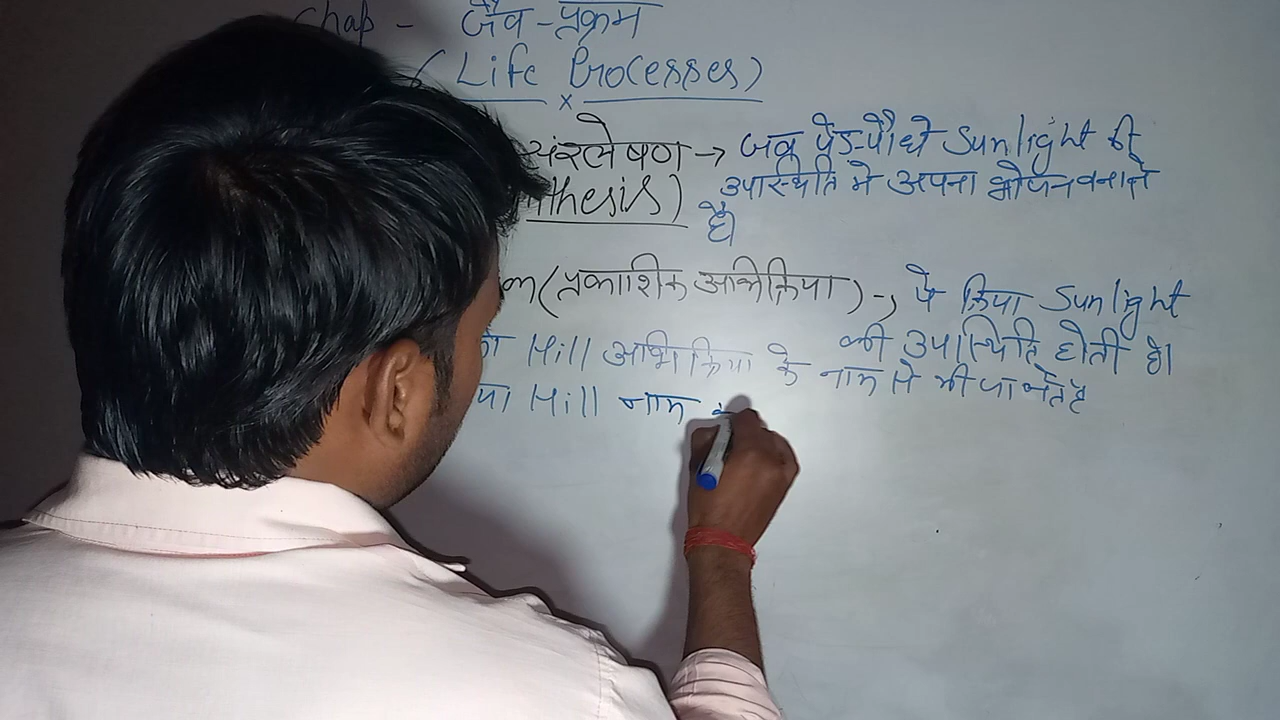 Chap - जैव-प्रक्रम
( Life Processes )
संश्लेषण → जब पेड़-पौधे Sunlight की
उपस्थिति मे अपना भोजन बनाते
thesis)
है।
(प्रकाशिक अभिक्रिया) → ये क्रिया Sunlight
की उपस्थिति होती है।
Hill अभिक्रिया के नाम से भी जानते है
Hill नाम